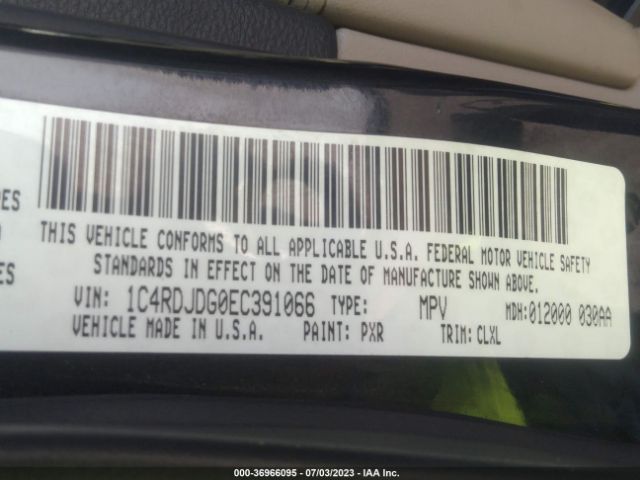 DES
THIS VEHICLE CONFORMS TO ALL APPLICABLE U.S.A. FEDERAL MOTOR VEHICLE SAFETY
ES
STANDARDS IN EFFECT ON THE DATE OF MANUFACTURE SHOWN ABOVE.
VIN: 1C4RDJDG0EC391066 TYPE: MPV MDH:012000 030AA
VEHICLE MADE IN U.S.A. PAINT: PXR TRIM: CLXL
000-36966095 - 07/03/2023 - IAA Inc.